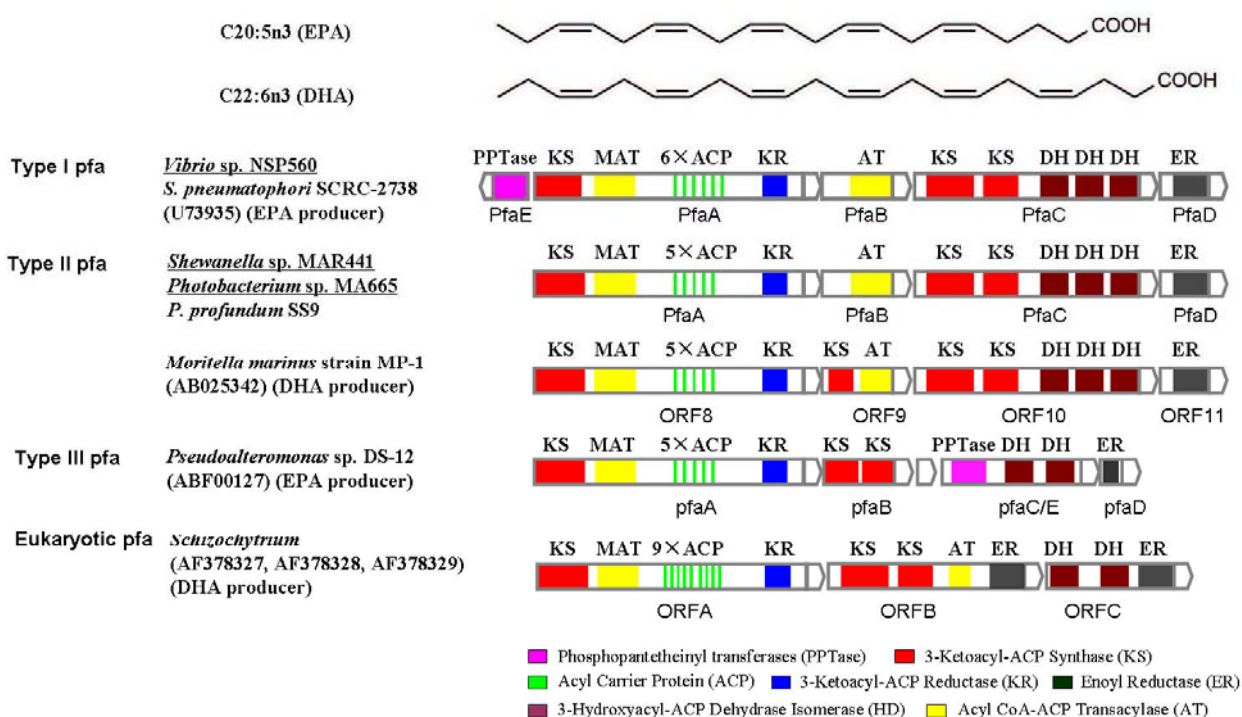 C20:5n3 (EPA)
COOH
C22:6n3 (DHA)
COOH
Type I pfa
Vibrio sp. NSP560
S. pneumatophori SCRC-2738
(U73935) (EPA producer)
PPTase KS MAT 6×ACP KR AT KS KS DH DH DH ER
PfaE PfaA PfaB PfaC PfaD
Type II pfa
Shewanella sp. MAR441
Photobacterium sp. MA665
P. profundum SS9
KS MAT 5×ACP KR AT KS KS DH DH DH ER
PfaA PfaB PfaC PfaD
Moritella marinus strain MP-1
(AB025342) (DHA producer)
KS MAT 5×ACP KR KS AT KS KS DH DH DH ER
ORF8 ORF9 ORF10 ORF11
Type III pfa
Pseudoalteromonas sp. DS-12
(ABF00127) (EPA producer)
KS MAT 5×ACP KR KS KS PPTase DH DH ER
pfaA pfaB pfaC/E pfaD
Eukaryotic pfa
Schizochytrium
(AF378327, AF378328, AF378329)
(DHA producer)
KS MAT 9×ACP KR KS KS AT ER DH DH ER
ORFA ORFB ORFC
Phosphopantetheinyl transferases (PPTase) 3-Ketoacyl-ACP Synthase (KS)
Acyl Carrier Protein (ACP) 3-Ketoacyl-ACP Reductase (KR) Enoyl Reductase (ER)
3-Hydroxyacyl-ACP Dehydrase Isomerase (HD) Acyl CoA-ACP Transacylase (AT)